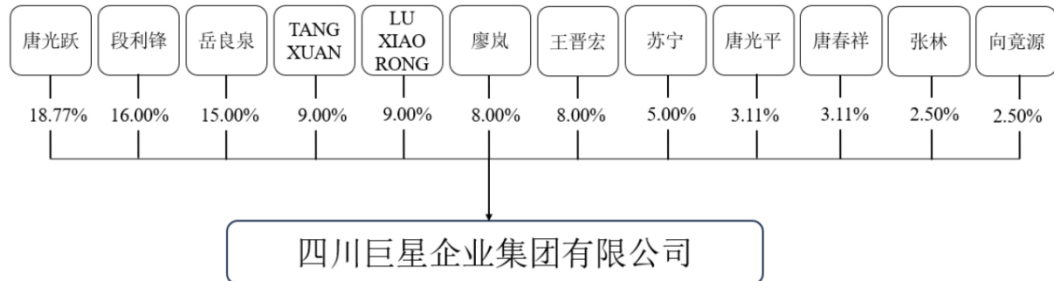 唐光跃
段利锋
岳良泉
TANG
XUAN
LU
XIAO
RONG
廖岚
王晋宏
苏宁
唐光平
唐春祥
张林
向竟源
18.77%
16.00%
15.00%
9.00%
9.00%
8.00%
8.00%
5.00%
3.11%
3.11%
2.50%
2.50%
四川巨星企业集团有限公司